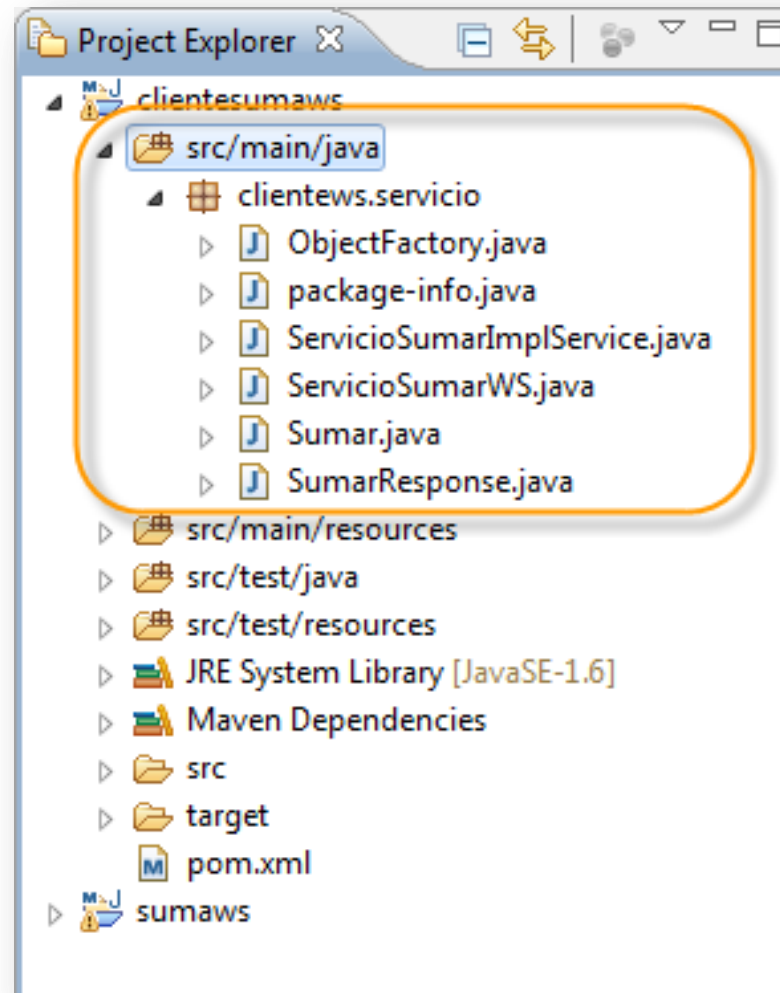 Project Explorer
clientesumaws
src/main/java
clientews.servicio
ObjectFactory.java
package-info.java
ServicioSumarImplService.java
ServicioSumarWS.java
Sumar.java
SumarResponse.java
src/main/resources
src/test/java
src/test/resources
JRE System Library [JavaSE-1.6]
Maven Dependencies
src
target
pom.xml
sumaws